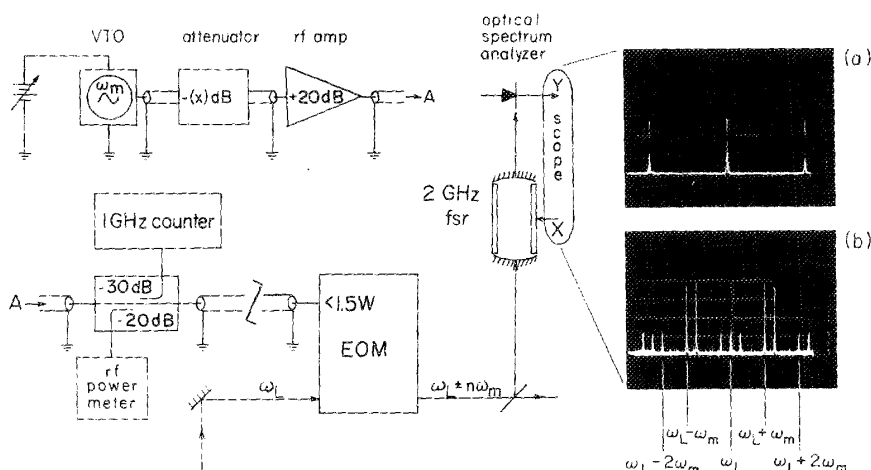 VTO
attenuator
rf amp
ωm
-(x)dB
+20dB
A
optical
spectrum
analyzer
Y
scope
X
2 GHz
fsr
(a)
(b)
1GHz counter
A
-30dB
-20dB
rf
power
meter
<1.5W
EOM
ωL
ωL ± nωm
ωL-ωm
ωL+ωm
ωL-2ωm
ωL
ωL+2ωm